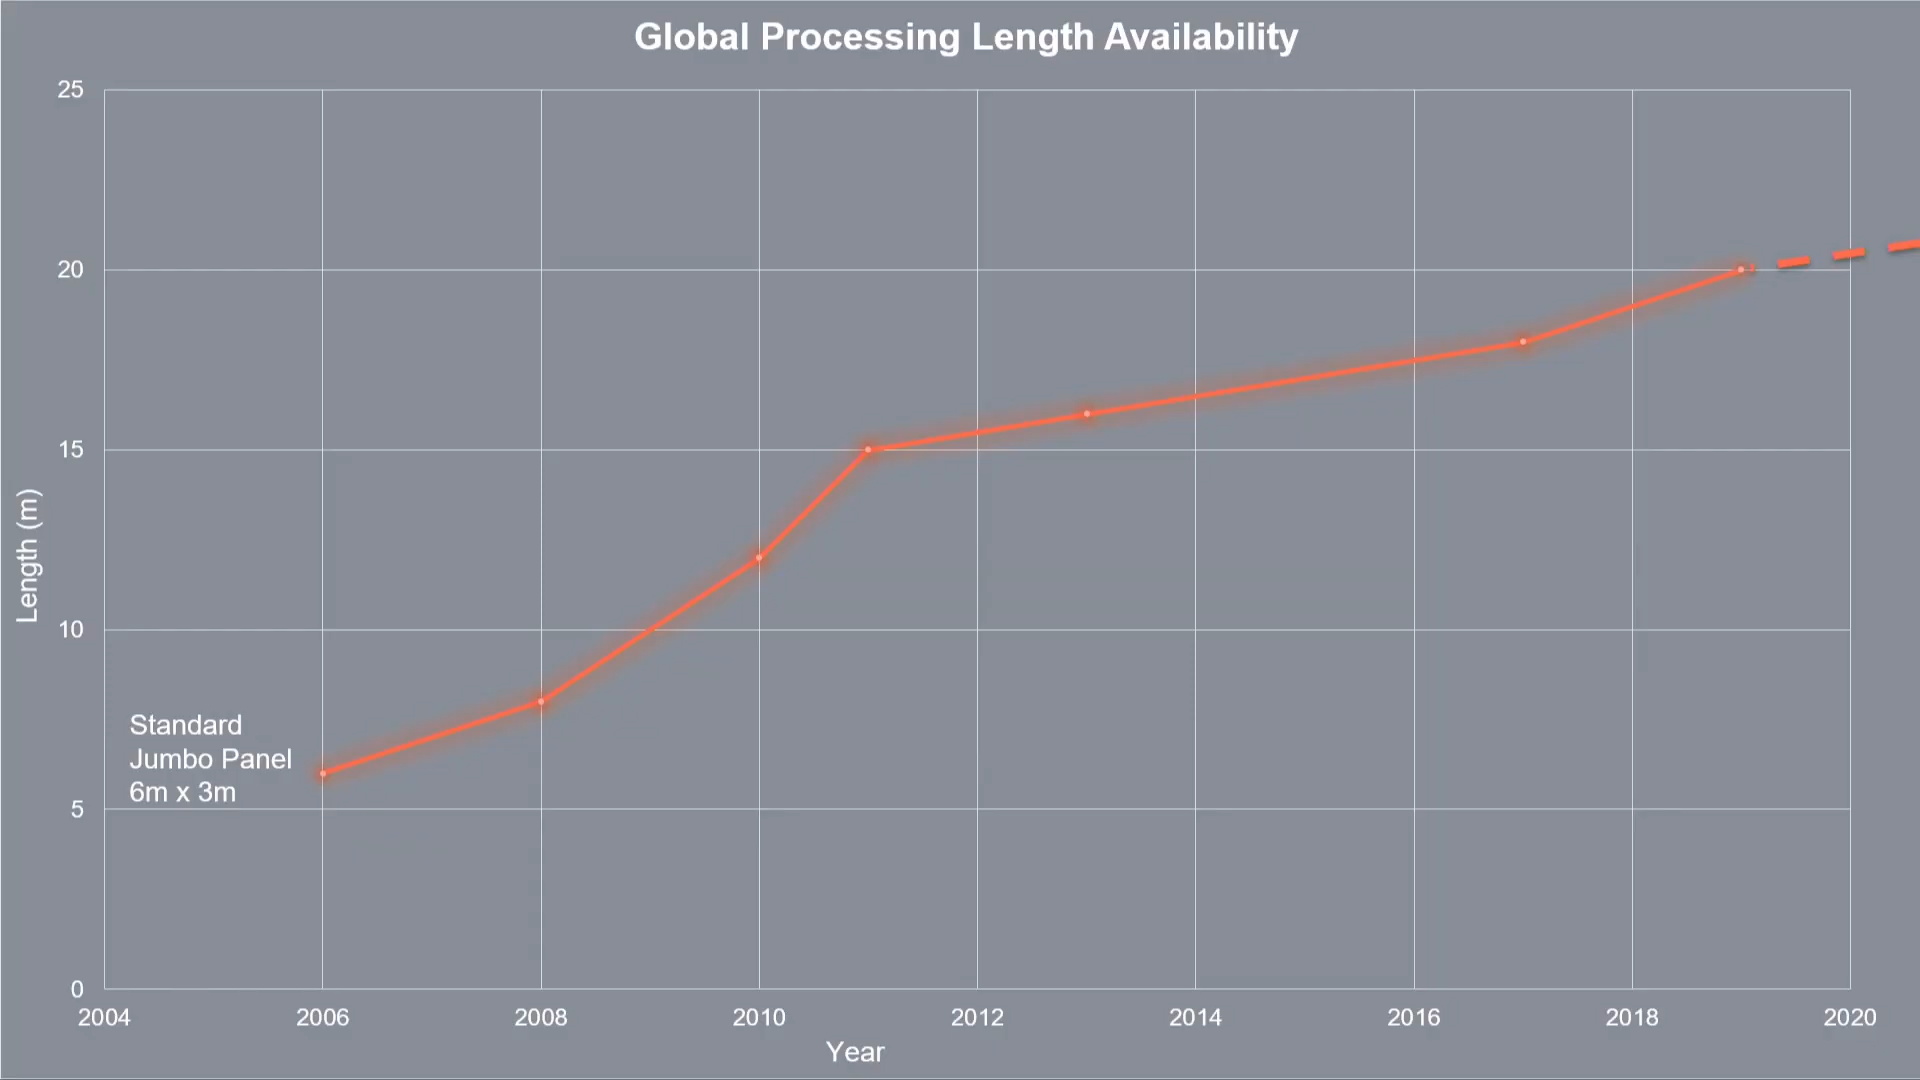 Global Processing Length Availability
25
20
15
10
5
0
Length (m)
Standard
Jumbo Panel
6m x 3m
2004 2006 2008 2010 2012 2014 2016 2018 2020
Year